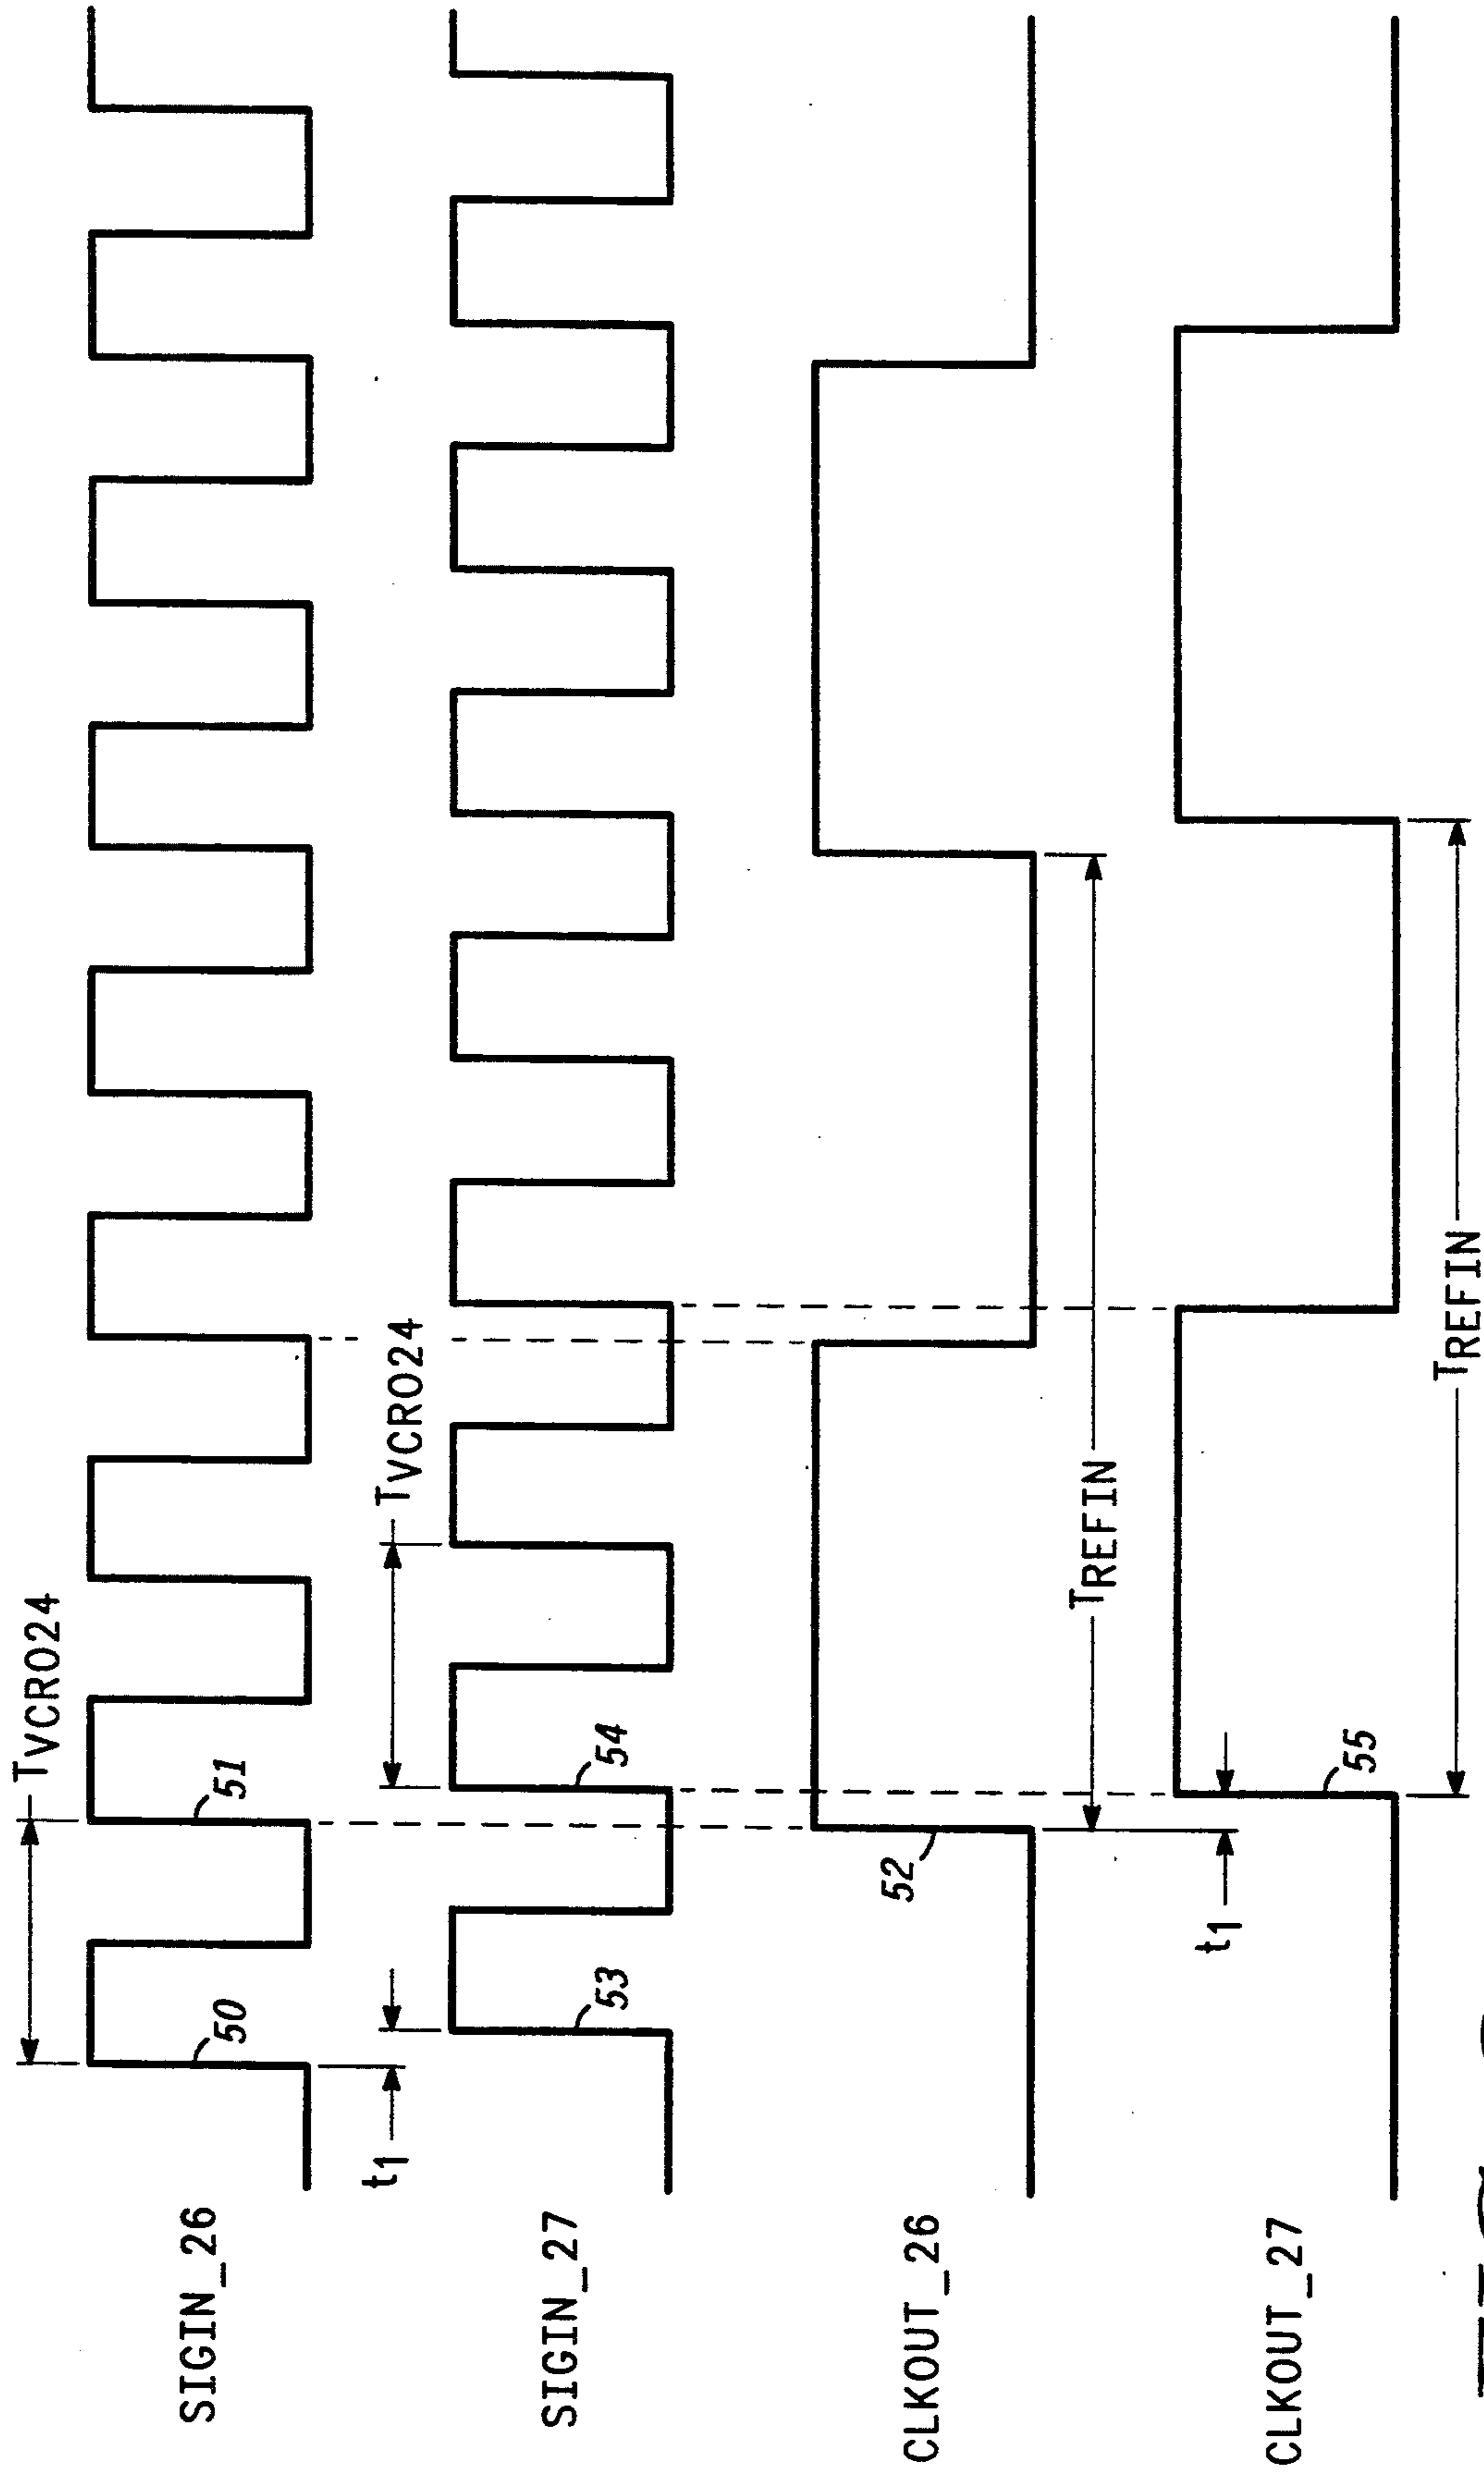 TVCRO24
SIGIN_26
50
51
t1
TVCRO24
SIGIN_27
53
54
CLKOUT_26
52
TREFIN
t1
CLKOUT_27
55
TREFIN